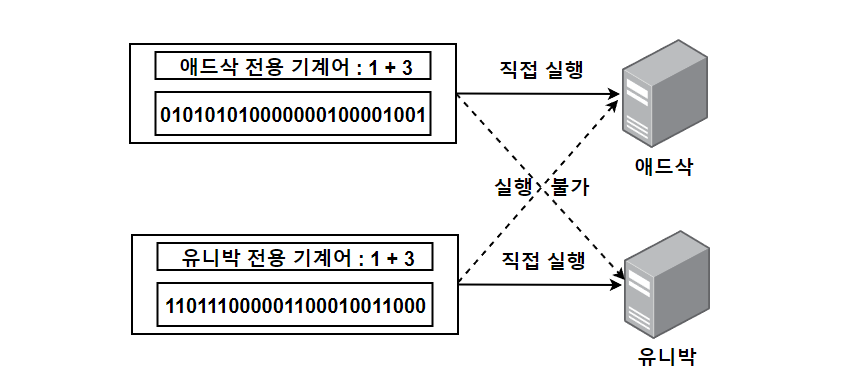 애드삭 전용 기계어 : 1 + 3
010101010000000100001001
직접 실행
애드삭
실행 불가
유니박 전용 기계어 : 1 + 3
110111000001100010011000
직접 실행
유니박